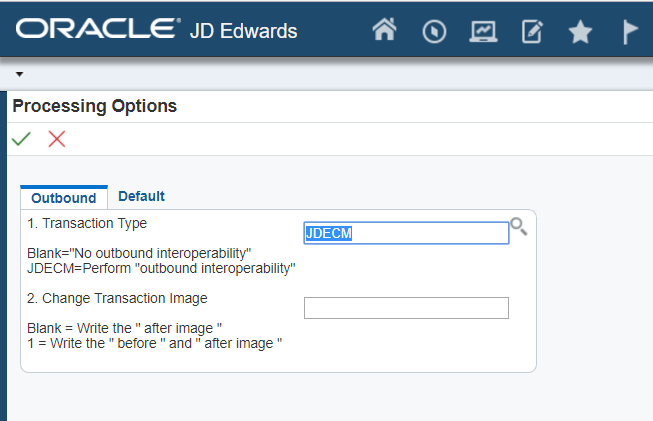 ORACLE® JD Edwards
Processing Options
Outbound Default
1. Transaction Type
JDECM
Blank="No outbound interoperability"
JDECM=Perform "outbound interoperability"
2. Change Transaction Image
Blank = Write the " after image "
1 = Write the " before " and " after image "